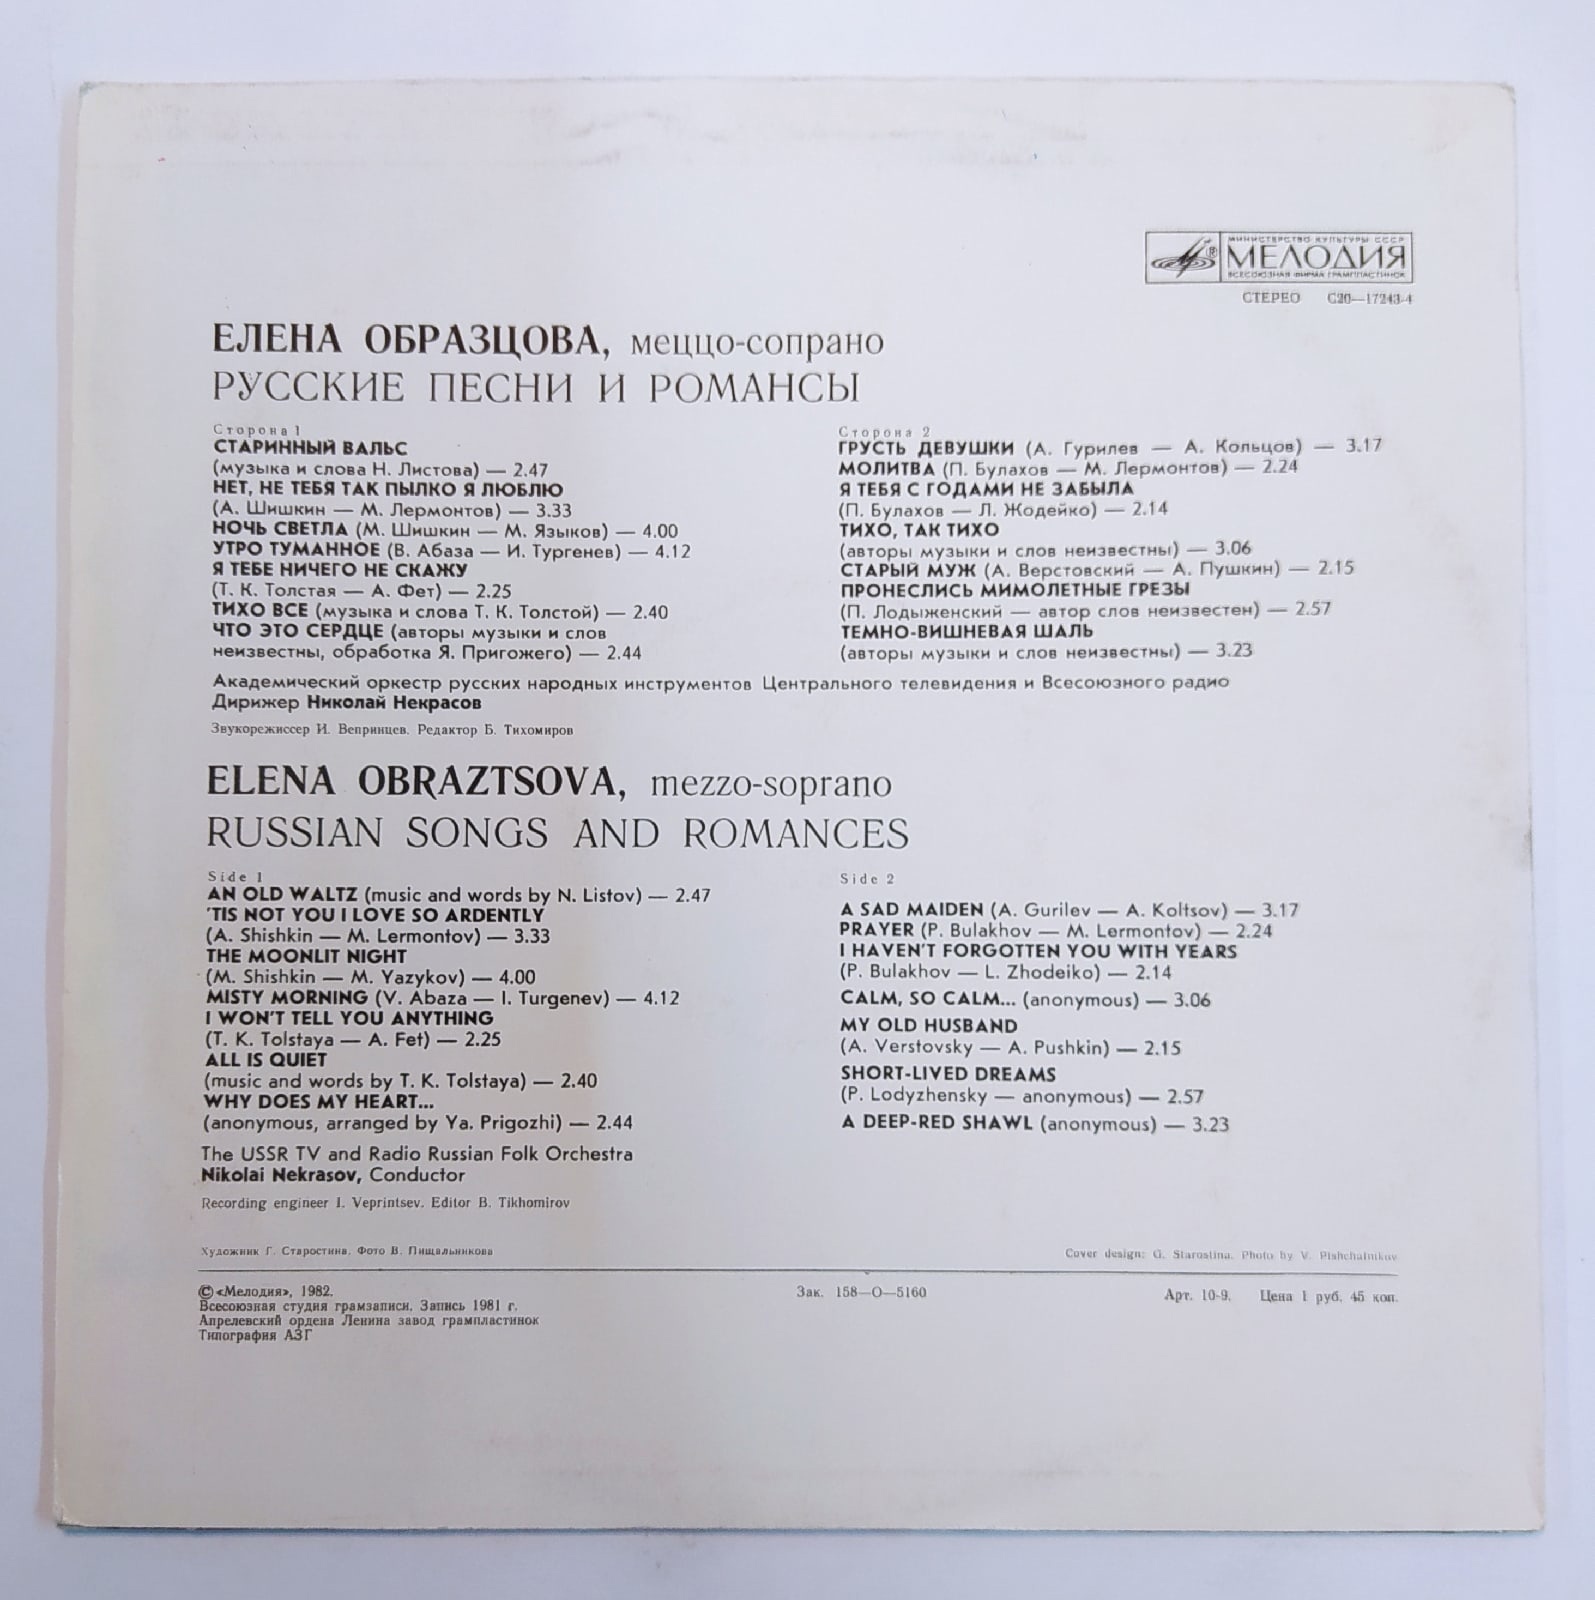 МИНИСТЕРСТВО КУЛЬТУРЫ СССР
МЕЛОДИЯ
ВСЕСОЮЗНАЯ ФИРМА ГРАМПЛАСТИНОК
СТЕРЕО С20—17243-4
ЕЛЕНА ОБРАЗЦОВА, меццо-сопрано
РУССКИЕ ПЕСНИ И РОМАНСЫ
Сторона 1
СТАРИННЫЙ ВАЛЬС
(музыка и слова Н. Листова) — 2.47
НЕТ, НЕ ТЕБЯ ТАК ПЫЛКО Я ЛЮБЛЮ
(А. Шишкин — М. Лермонтов) — 3.33
НОЧЬ СВЕТЛА (М. Шишкин — М. Языков) — 4.00
УТРО ТУМАННОЕ (В. Абаза — И. Тургенев) — 4.12
Я ТЕБЕ НИЧЕГО НЕ СКАЖУ
(Т. К. Толстая — А. Фет) — 2.25
ТИХО ВСЕ (музыка и слова Т. К. Толстой) — 2.40
ЧТО ЭТО СЕРДЦЕ (авторы музыки и слов
неизвестны, обработка Я. Пригожего) — 2.44
Сторона 2
ГРУСТЬ ДЕВУШКИ (А. Гурилев — А. Кольцов) — 3.17
МОЛИТВА (П. Булахов — М. Лермонтов) — 2.24
Я ТЕБЯ С ГОДАМИ НЕ ЗАБЫЛА
(П. Булахов — Л. Жодейко) — 2.14
ТИХО, ТАК ТИХО
(авторы музыки и слов неизвестны) — 3.06
СТАРЫЙ МУЖ (А. Верстовский — А. Пушкин) — 2.15
ПРОНЕСЛИСЬ МИМОЛЕТНЫЕ ГРЕЗЫ
(П. Лодыженский — автор слов неизвестен) — 2.57
ТЕМНО-ВИШНЕВАЯ ШАЛЬ
(авторы музыки и слов неизвестны) — 3.23
Академический оркестр русских народных инструментов Центрального телевидения и Всесоюзного радио
Дирижер Николай Некрасов
Звукорежиссер И. Вепринцев. Редактор Б. Тихомиров
ELENA OBRAZTSOVA, mezzo-soprano
RUSSIAN SONGS AND ROMANCES
Side 1
AN OLD WALTZ (music and words by N. Listov) — 2.47
'TIS NOT YOU I LOVE SO ARDENTLY
(A. Shishkin — M. Lermontov) — 3.33
THE MOONLIT NIGHT
(M. Shishkin — M. Yazykov) — 4.00
MISTY MORNING (V. Abaza — I. Turgenev) — 4.12
I WON'T TELL YOU ANYTHING
(T. K. Tolstaya — A. Fet) — 2.25
ALL IS QUIET
(music and words by T. K. Tolstaya) — 2.40
WHY DOES MY HEART...
(anonymous, arranged by Ya. Prigozhi) — 2.44
Side 2
A SAD MAIDEN (A. Gurilev — A. Koltsov) — 3.17
PRAYER (P. Bulakhov — M. Lermontov) — 2.24
I HAVEN'T FORGOTTEN YOU WITH YEARS
(P. Bulakhov — L. Zhodeiko) — 2.14
CALM, SO CALM... (anonymous) — 3.06
MY OLD HUSBAND
(A. Verstovsky — A. Pushkin) — 2.15
SHORT-LIVED DREAMS
(P. Lodyzhensky — anonymous) — 2.57
A DEEP-RED SHAWL (anonymous) — 3.23
The USSR TV and Radio Russian Folk Orchestra
Nikolai Nekrasov, Conductor
Recording engineer I. Veprintsev. Editor B. Tikhomirov
Художник Г. Старостина. Фото В. Пищальникова
Cover design: G. Starostina. Photo by V. Pishchalnikov
© «Мелодия», 1982.
Всесоюзная студия грамзаписи. Запись 1981 г.
Апрелевский ордена Ленина завод грампластинок
Типография АЗГ
Зак. 158—О—5160
Арт. 10-9. Цена 1 руб. 45 коп.